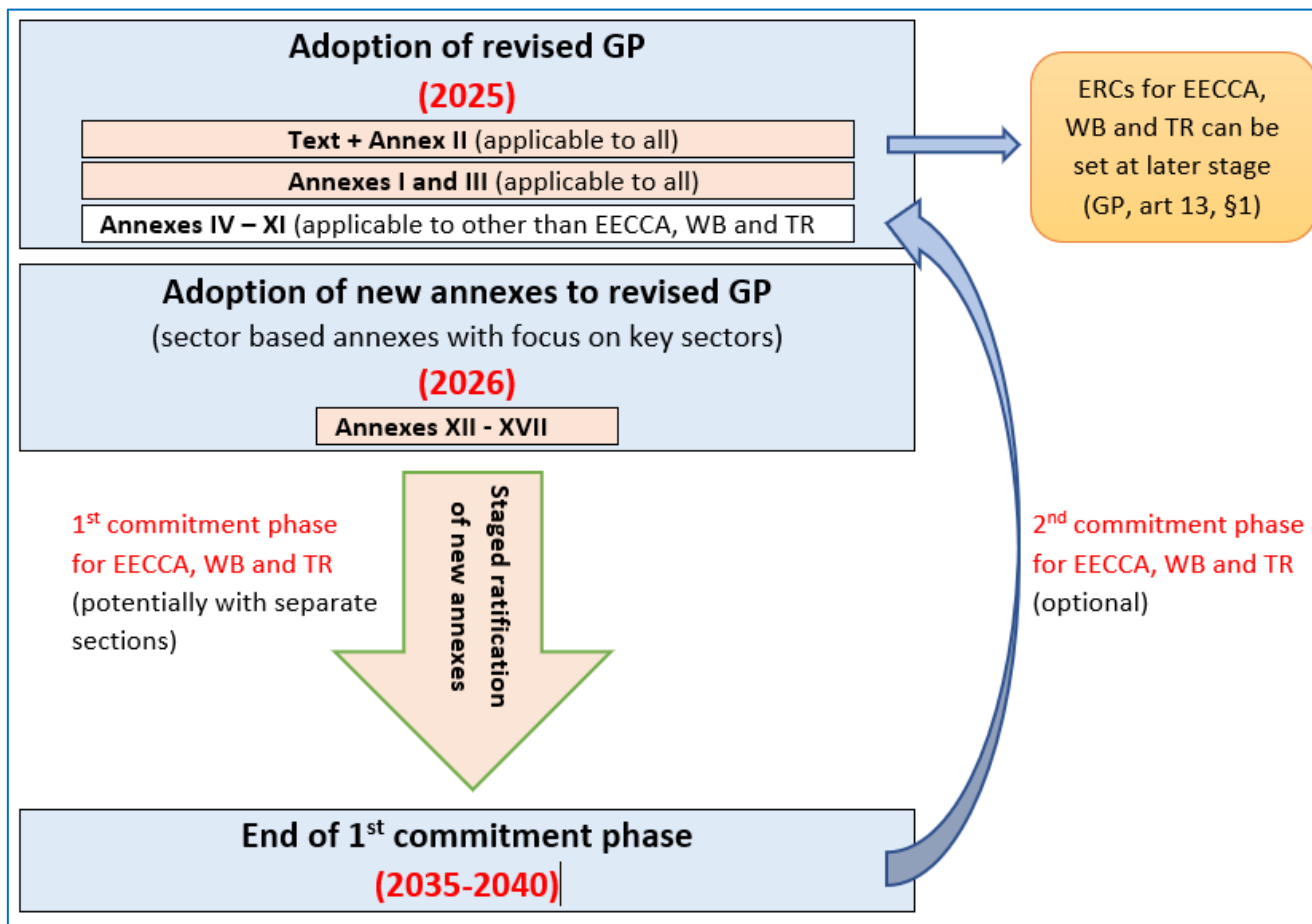 Adoption of revised GP
(2025)
Text + Annex II (applicable to all)
Annexes I and III (applicable to all)
Annexes IV – XI (applicable to other than EECCA, WB and TR
ERCs for EECCA,
WB and TR can be
set at later stage
(GP, art 13, §1)
Adoption of new annexes to revised GP
(sector based annexes with focus on key sectors)
(2026)
Annexes XII - XVII
1st commitment phase
for EECCA, WB and TR
(potentially with separate
sections)
Staged ratification
of new annexes
2nd commitment phase
for EECCA, WB and TR
(optional)
End of 1st commitment phase
(2035-2040)